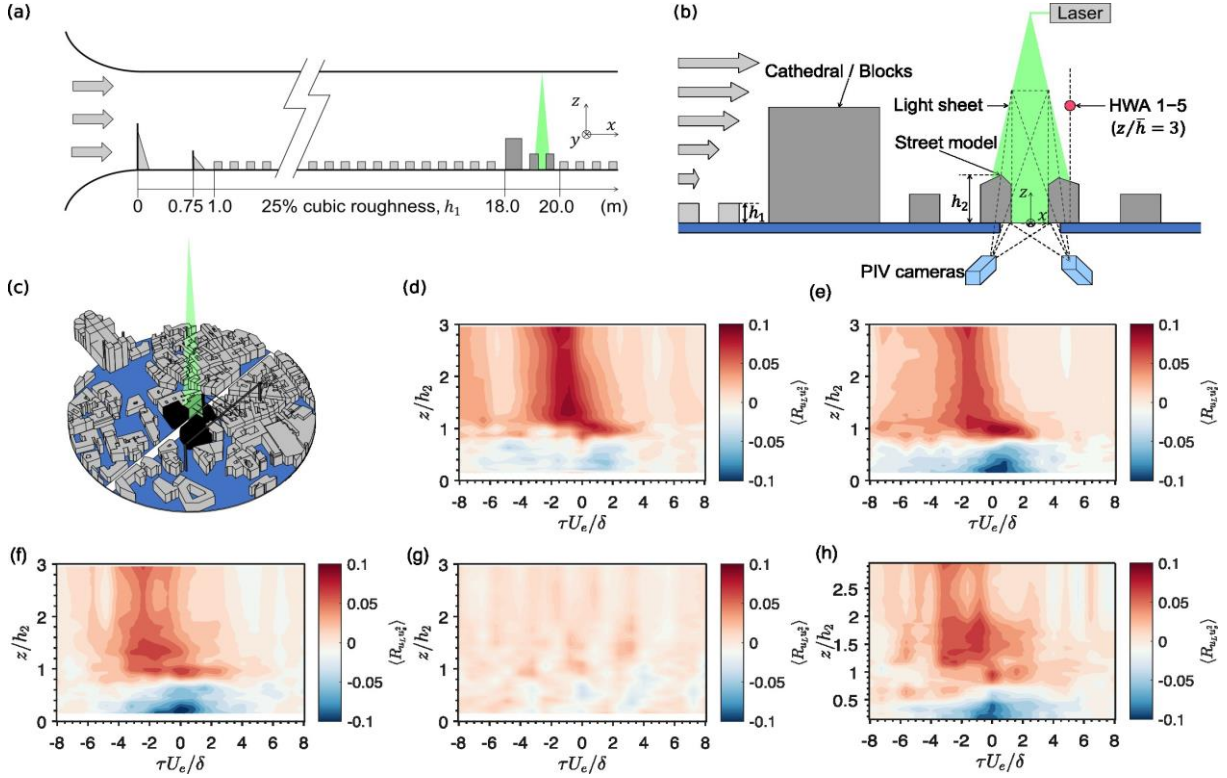 (a)
z
y
x
0
0.75
1.0
25% cubic roughness, h₁
18.0
20.0
(m)
(b)
Laser
Cathedral / Blocks
Light sheet
HWA 1−5
(z/h̄ = 3)
Street model
h̄₁
h₂
z
x
PIV cameras
(c)
(d)
z/h₂
3
2
1
0
-8 -6 -4 -2 0 2 4 6 8
τUₑ/δ
0.1
0.05
0
-0.05
-0.1
(e)
z/h₂
3
2
1
0
-8 -6 -4 -2 0 2 4 6 8
τUₑ/δ
0.1
0.05
0
-0.05
-0.1
(f)
z/h₂
3
2
1
0
-8 -6 -4 -2 0 2 4 6 8
τUₑ/δ
0.1
0.05
0
-0.05
-0.1
(g)
z/h₂
3
2
1
0
-8 -6 -4 -2 0 2 4 6 8
τUₑ/δ
0.1
0.05
0
-0.05
-0.1
(h)
z/h₂
2.5
2
1.5
1
0.5
-8 -6 -4 -2 0 2 4 6 8
τUₑ/δ
0.1
0.05
0
-0.05
-0.1